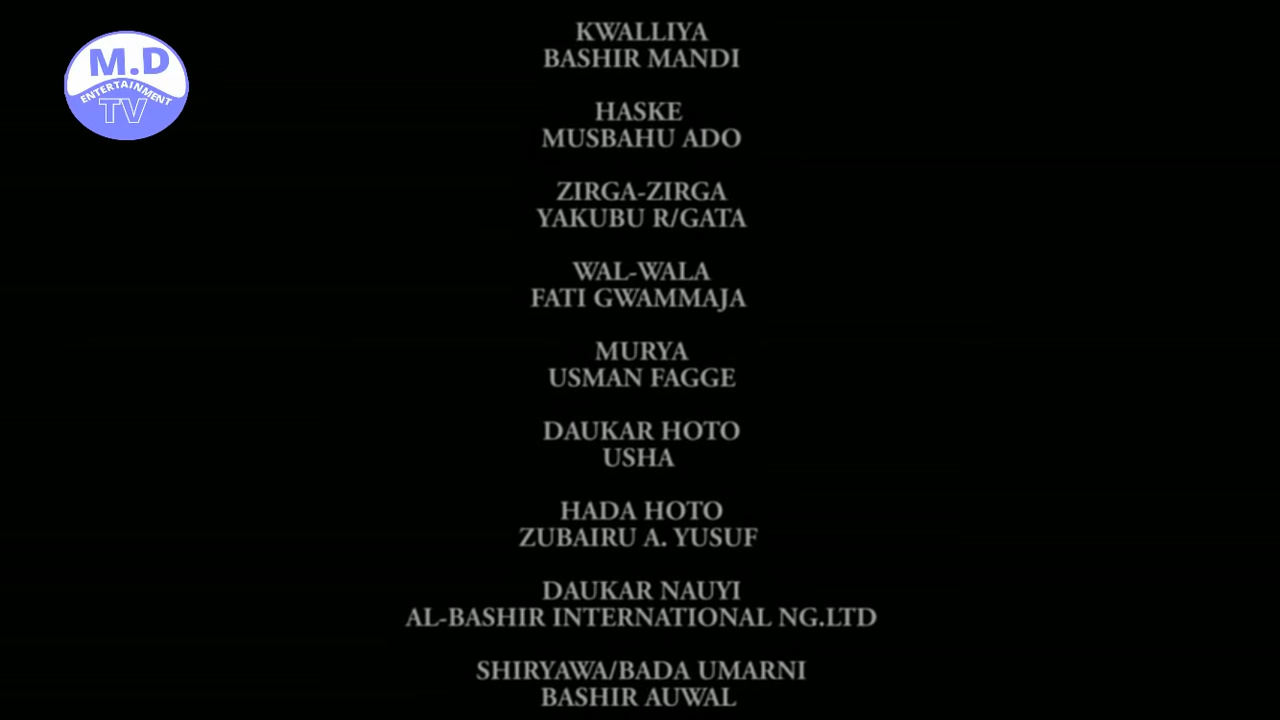 M.D
ENTERTAINMENT
TV
KWALLIYA
BASHIR MANDI
HASKE
MUSBAHU ADO
ZIRGA-ZIRGA
YAKUBU R/GATA
WAL-WALA
FATI GWAMMAJA
MURYA
USMAN FAGGE
DAUKAR HOTO
USHA
HADA HOTO
ZUBAIRU A. YUSUF
DAUKAR NAUYI
AL-BASHIR INTERNATIONAL NG.LTD
SHIRYAWA/BADA UMARNI
BASHIR AUWAL